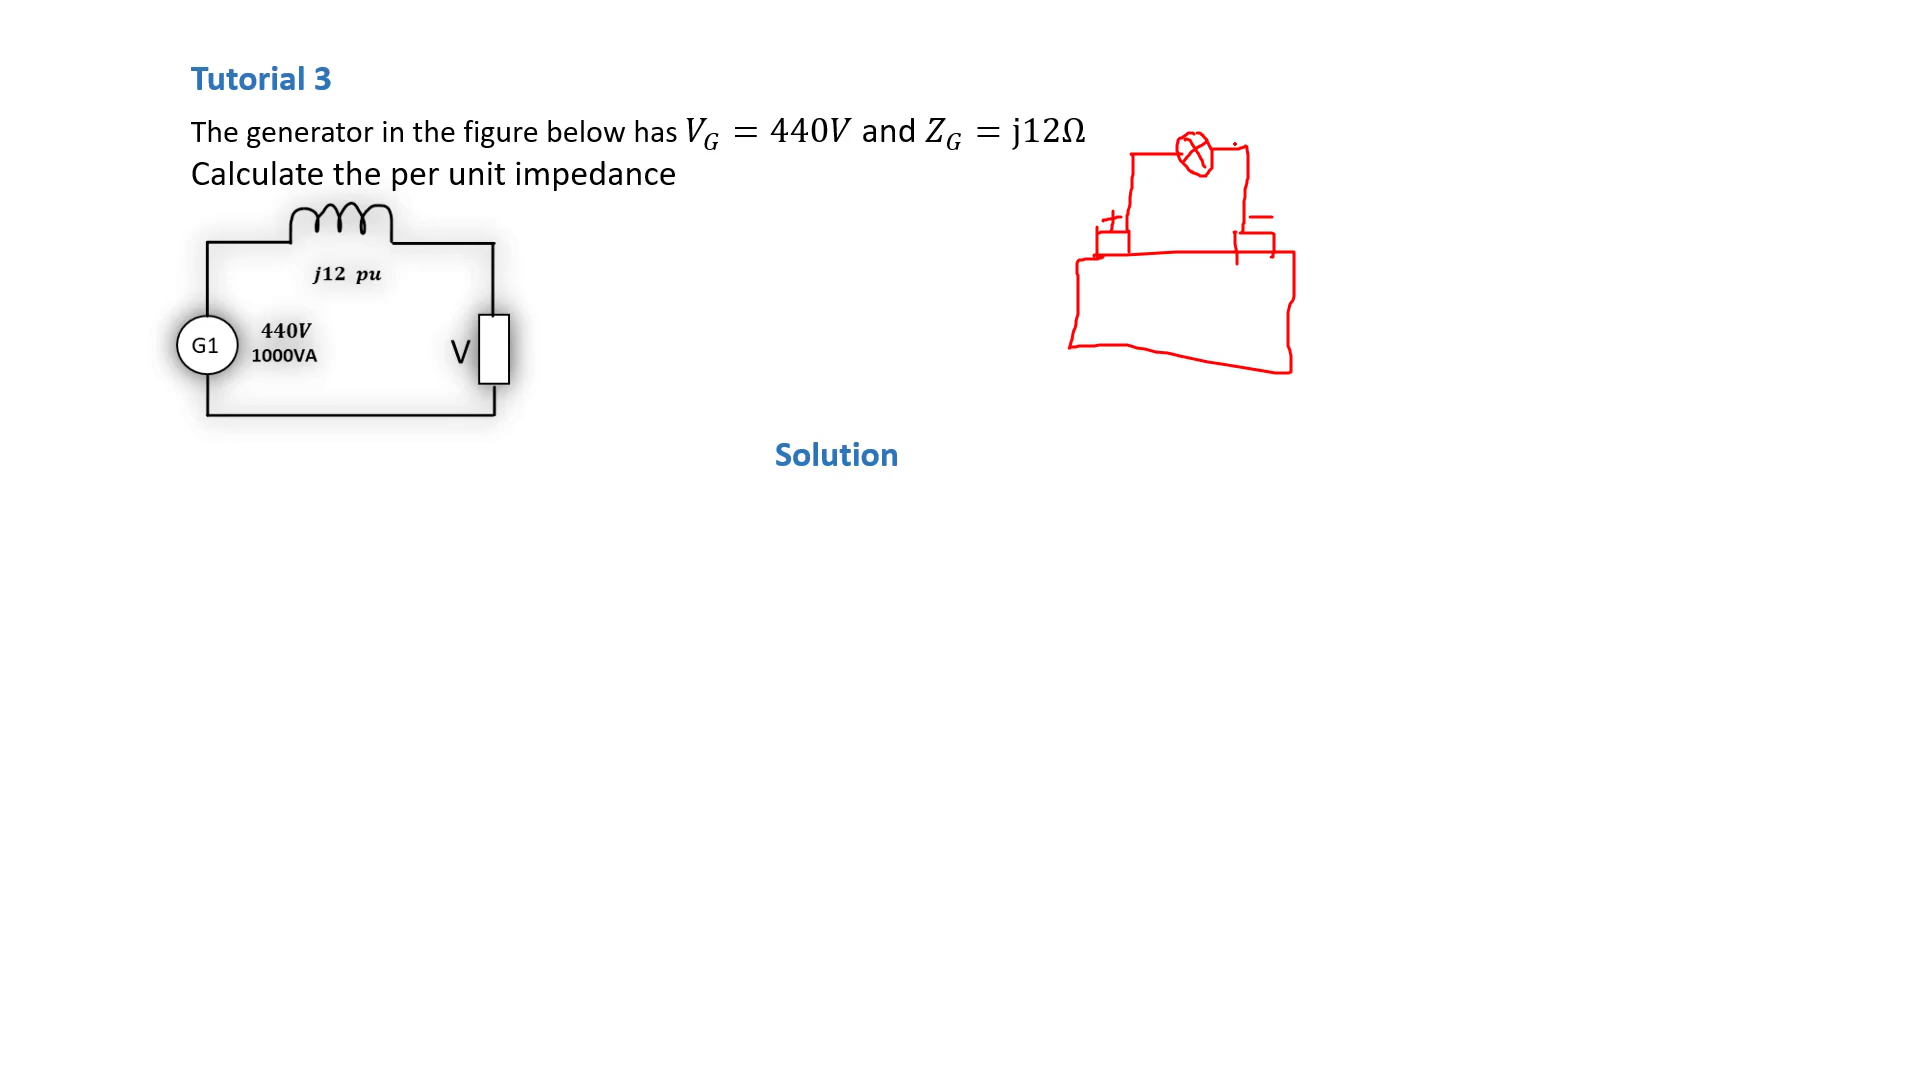 Tutorial 3
The generator in the figure below has V_G = 440V and Z_G = j12Ω
Calculate the per unit impedance
j12 pu
440V
G1
1000VA
V
+
−
Solution